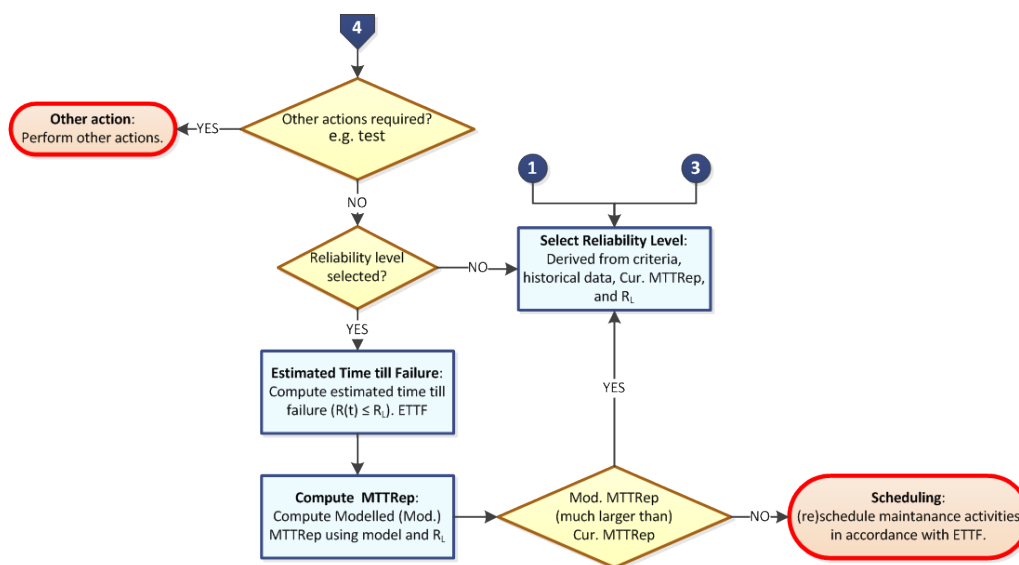 4
Other actions required?
e.g. test
YES
Other action:
Perform other actions.
NO
1
3
Select Reliability Level:
Derived from criteria,
historical data, Cur. MTTRep,
and R_L
Reliability level
selected?
NO
YES
Estimated Time till Failure:
Compute estimated time till
failure (R(t) ≤ R_L). ETTF
YES
Compute MTTRep:
Compute Modelled (Mod.)
MTTRep using model and R_L
Mod. MTTRep
(much larger than)
Cur. MTTRep
NO
Scheduling:
(re)schedule maintanance activities
in accordance with ETTF.